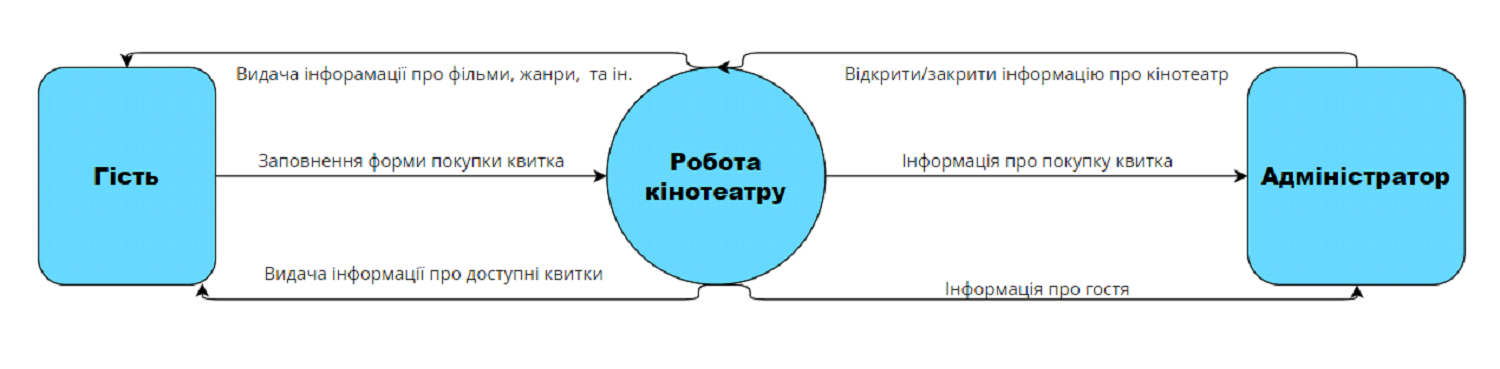 Видача інфорамації про фільми, жанри, та ін.
Відкрити/закрити інформацію про кінотеатр
Гість
Заповнення форми покупки квитка
Робота
кінотеатру
Інформація про покупку квитка
Адміністратор
Видача інформації про доступні квитки
Інформація про гостя